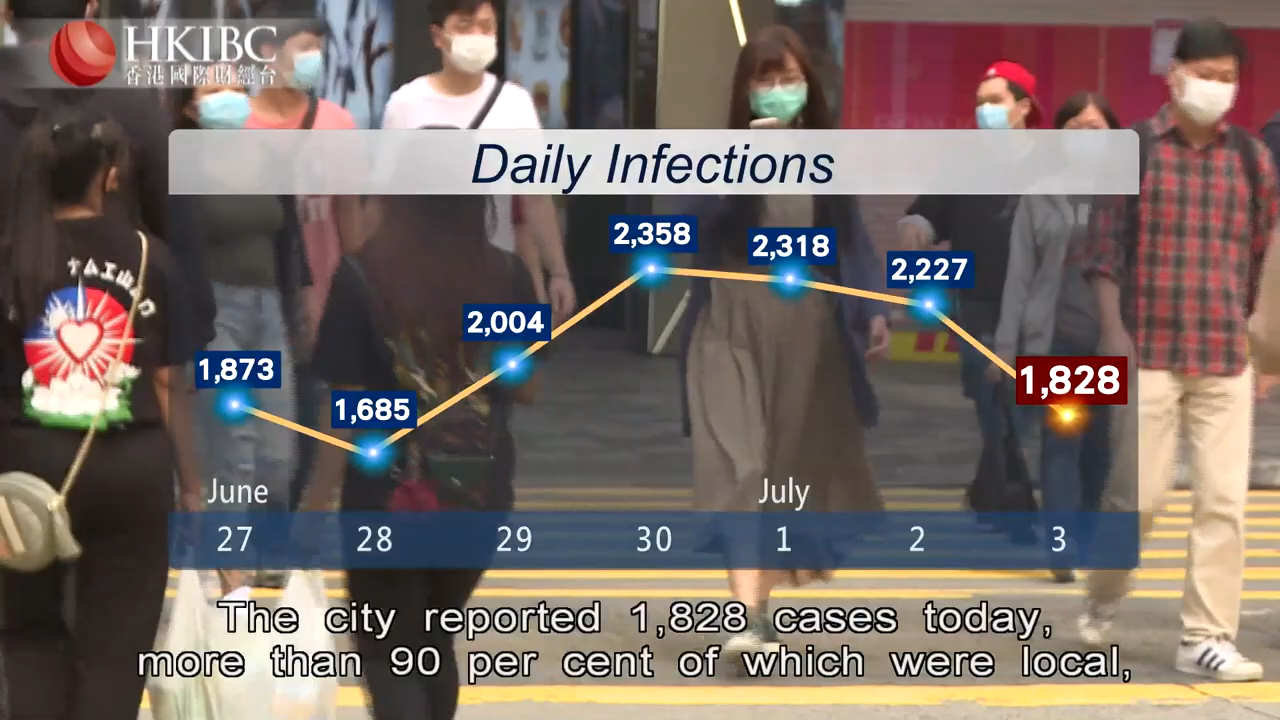 HKIBC
香港國際財經台
Daily Infections
2,358
2,318
2,227
2,004
1,873
1,828
1,685
June
July
27 28 29 30 1 2 3
TAIWAN
The city reported 1,828 cases today,
more than 90 per cent of which were local,